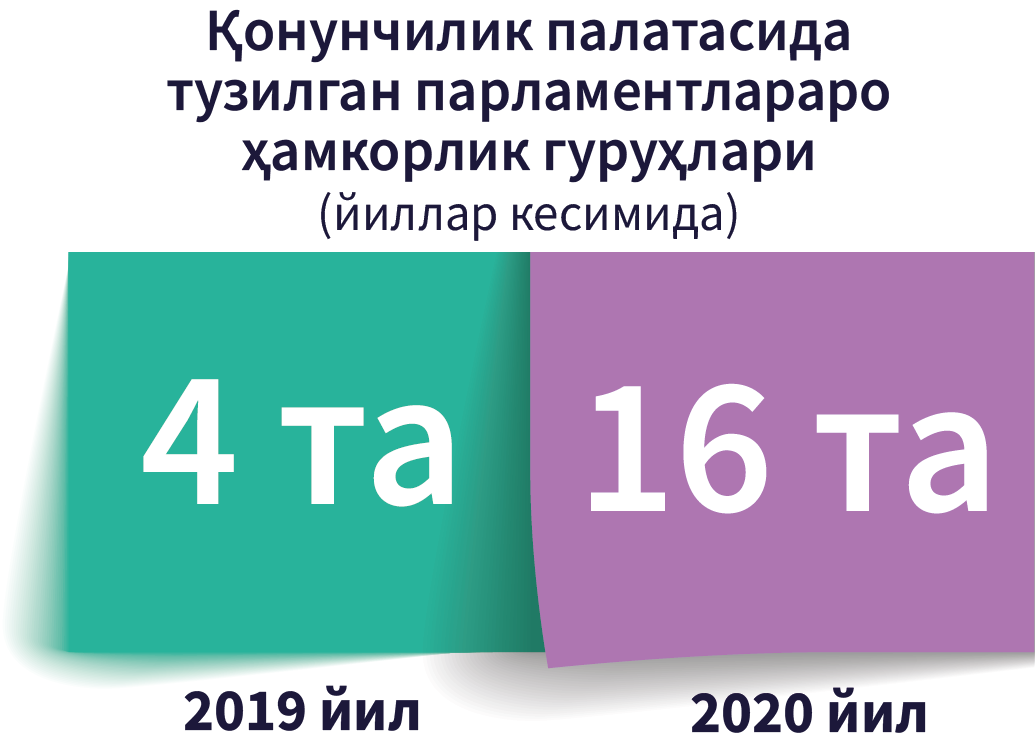 Қонунчилик палатасида
тузилган парламентлараро
ҳамкорлик гуруҳлари
(йиллар кесимида)
4 та
16 та
2019 йил
2020 йил